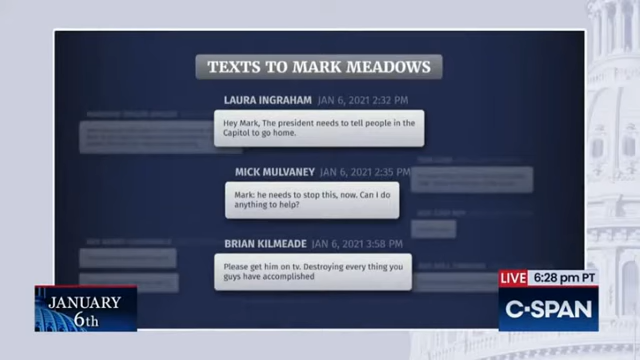 TEXTS TO MARK MEADOWS
LAURA INGRAHAM JAN 6, 2021 2:32 PM
Hey Mark, The president needs to tell people in the
Capitol to go home.
MICK MULVANEY JAN 6, 2021 2:35 PM
Mark: he needs to stop this, now. Can I do
anything to help?
BRIAN KILMEADE JAN 6, 2021 3:58 PM
Please get him on tv. Destroying every thing you
guys have accomplished
LIVE 6:28 pm PT
JANUARY
6th
C-SPAN